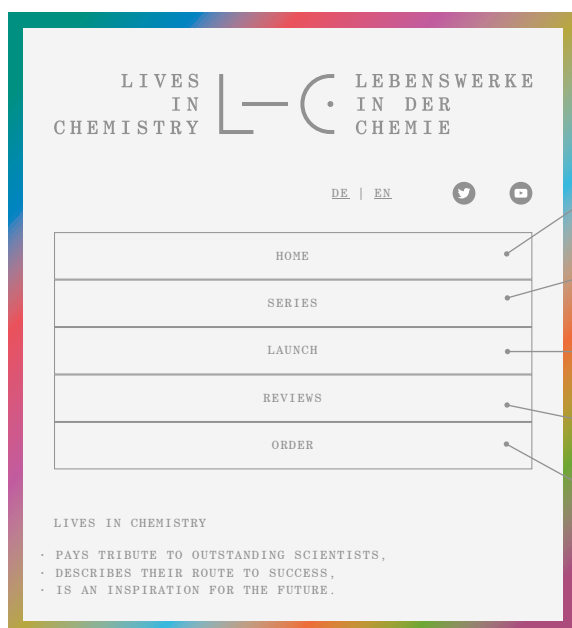 LIVES
IN
CHEMISTRY
LEBENSWERKE
IN DER
CHEMIE
DE | EN
HOME
SERIES
LAUNCH
REVIEWS
ORDER
LIVES IN CHEMISTRY
· PAYS TRIBUTE TO OUTSTANDING SCIENTISTS,
· DESCRIBES THEIR ROUTE TO SUCCESS,
· IS AN INSPIRATION FOR THE FUTURE.